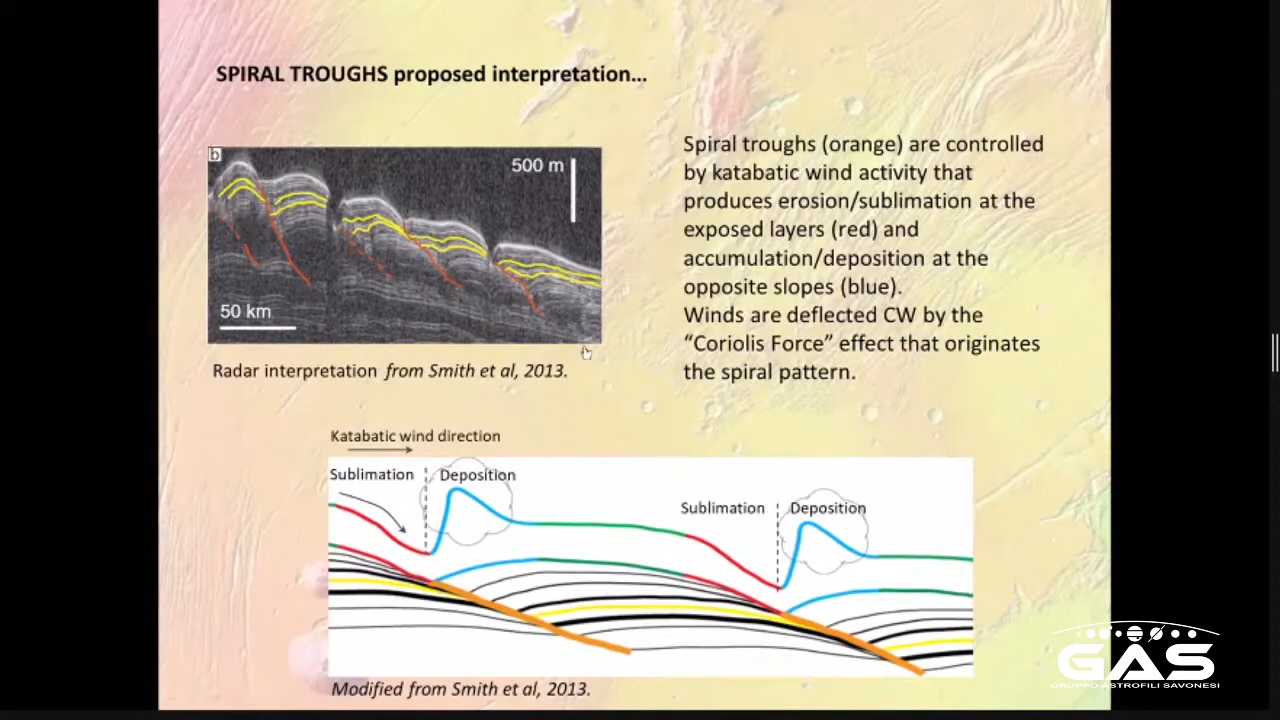 SPIRAL TROUGHS proposed interpretation...
b
500 m
50 km
Radar interpretation from Smith et al, 2013.
Spiral troughs (orange) are controlled
by katabatic wind activity that
produces erosion/sublimation at the
exposed layers (red) and
accumulation/deposition at the
opposite slopes (blue).
Winds are deflected CW by the
“Coriolis Force” effect that originates
the spiral pattern.
Katabatic wind direction
Sublimation
Deposition
Sublimation
Deposition
Modified from Smith et al, 2013.
GAS
GRUPPO ASTROFILI SAVONESI